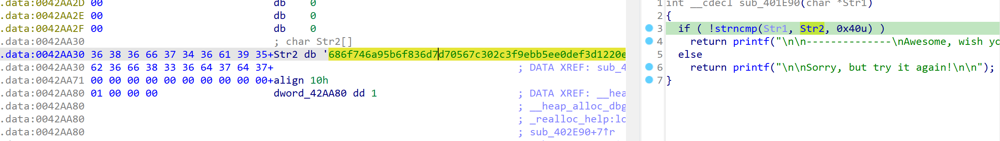 .data:0042AA2D 00 db 0
.data:0042AA2E 00 db 0
.data:0042AA2F 00 db 0
.data:0042AA30 ; char Str2[]
.data:0042AA30 36 38 36 66 37 34 36 61 39 35+Str2 db '686f746a95b6f836d7d70567c302c3f9ebb5ee0def3d1220e
.data:0042AA30 62 36 66 38 33 36 64 37 64 37+ ; DATA XREF: sub_4
.data:0042AA71 00 00 00 00 00 00 00 00 00 00+align 10h
.data:0042AA80 01 00 00 00 dword_42AA80 dd 1 ; DATA XREF: __hea
.data:0042AA80 ; __heap_alloc_dbg
.data:0042AA80 ; _realloc_help:lo
.data:0042AA80 ; sub_402E90+7↑r
1 int __cdecl sub_401E90(char *Str1)
2 {
3 if ( !strncmp(Str1, Str2, 0x40u) )
4 return printf("\n\n--------------\nAwesome, wish yo
5 else
6 return printf("\n\nSorry, but try it again!\n\n");
7 }